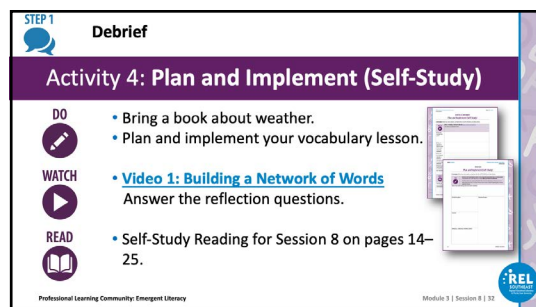 STEP 1
Debrief
Activity 4: Plan and Implement (Self-Study)
DO
• Bring a book about weather.
• Plan and implement your vocabulary lesson.
WATCH
• Video 1: Building a Network of Words
Answer the reflection questions.
READ
• Self-Study Reading for Session 8 on pages 14–
25.
REL
SOUTHEAST
Professional Learning Community: Emergent Literacy
Module 3 | Session 8 | 32